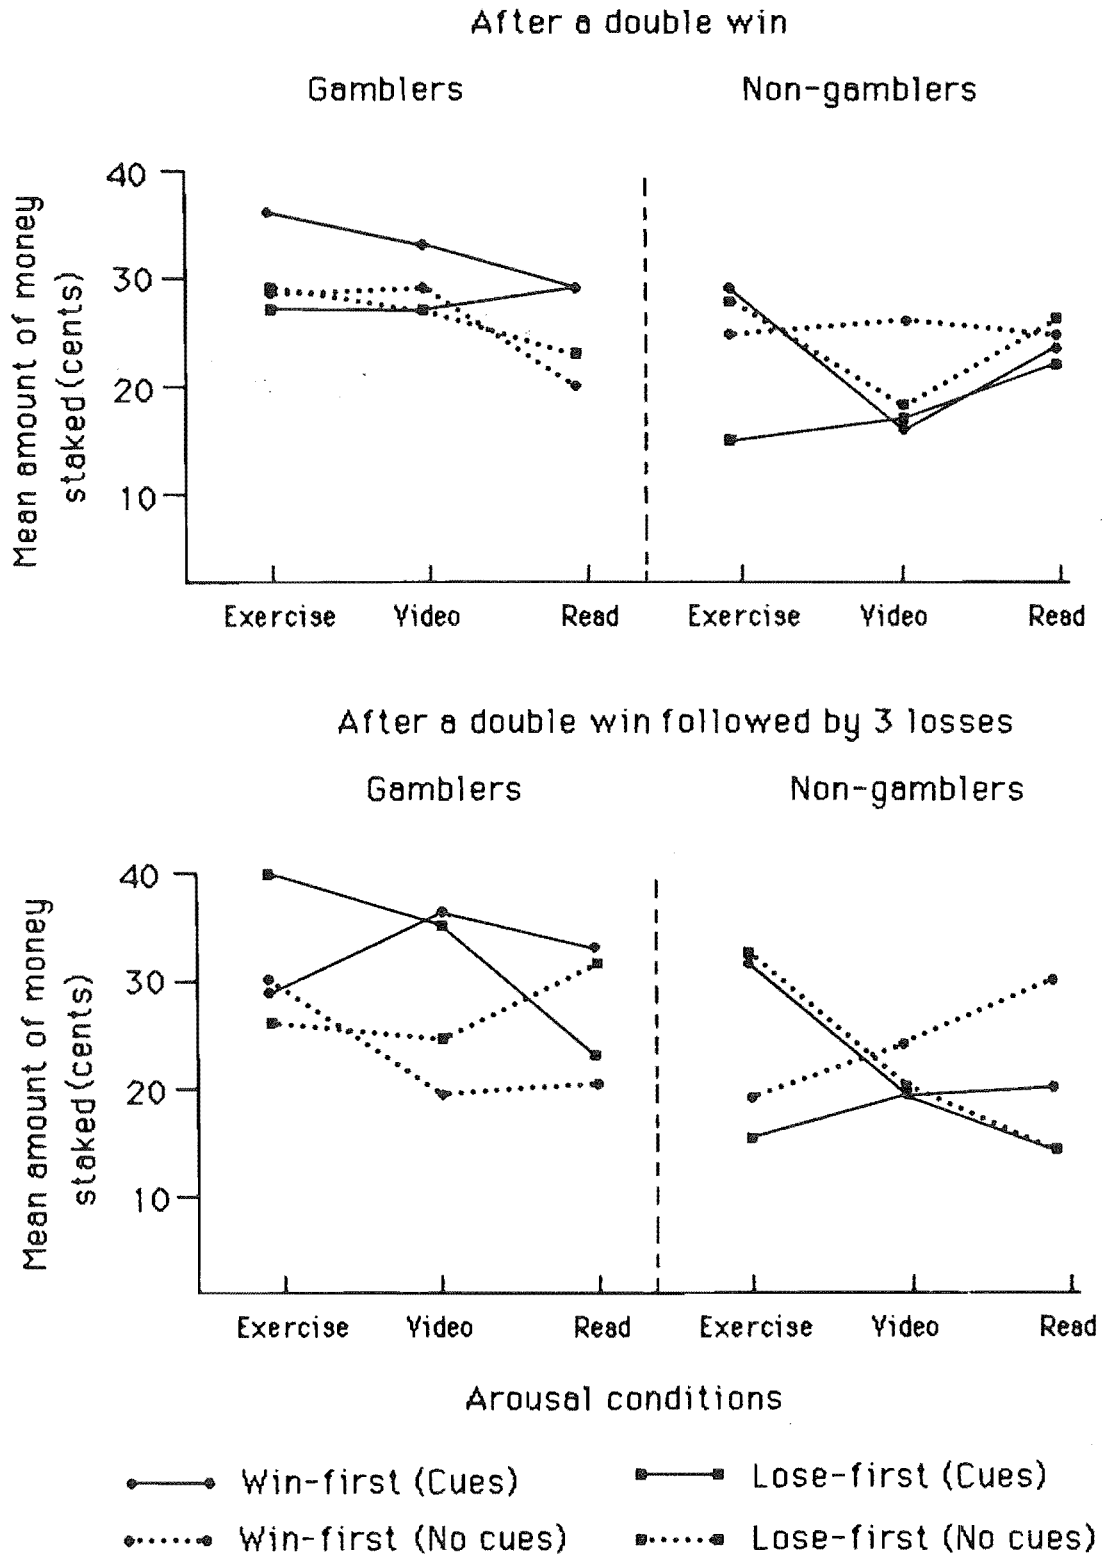 After a double win
Gamblers
Non-gamblers
Mean amount of money
staked (cents)
40
30
20
10
Exercise
Video
Read
Exercise
Video
Read
After a double win followed by 3 losses
Gamblers
Non-gamblers
Mean amount of money
staked (cents)
40
30
20
10
Exercise
Video
Read
Exercise
Video
Read
Arousal conditions
Win-first (Cues)
Lose-first (Cues)
Win-first (No cues)
Lose-first (No cues)